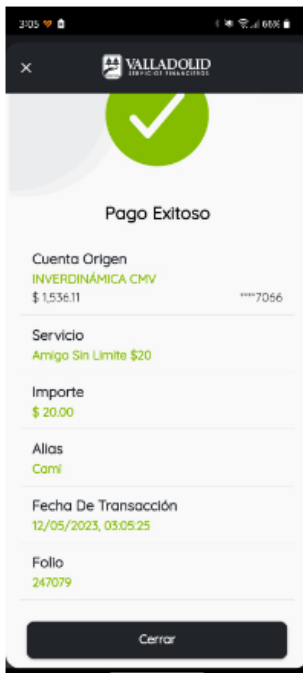 3:05
66%
VALLADOLID
SERVICIOS FINANCIEROS
Pago Exitoso
Cuenta Origen
INVERDINÁMICA CMV
$ 1,536.11 ****7066
Servicio
Amigo Sin Limite $20
Importe
$ 20.00
Alias
Cami
Fecha De Transacción
12/05/2023, 03:05:25
Folio
247079
Cerrar